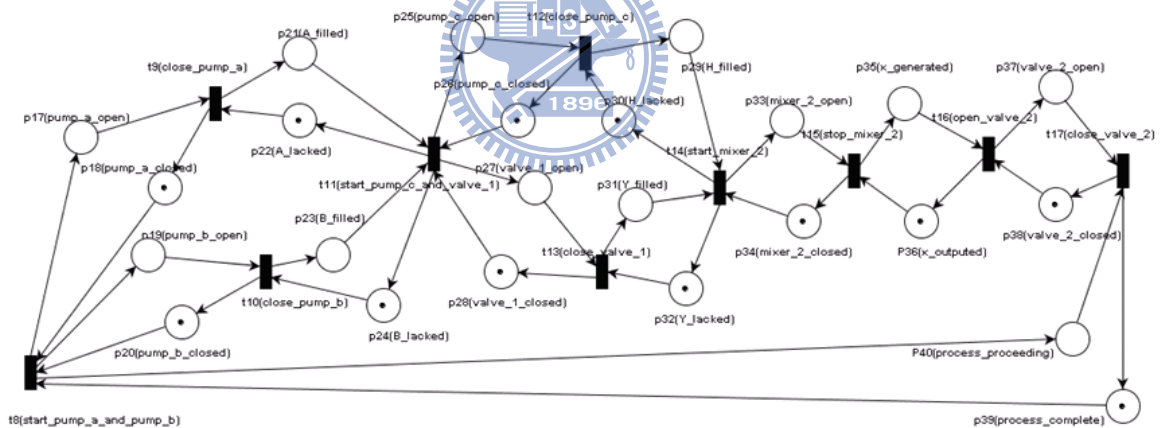 p25(pump_c_open)
t12(close_pump_c)
p21(A_filled)
t9(close_pump_a)
p29(H_filled)
p35(x_generated)
p37(valve_2_open)
p26(pump_c_closed)
1896
p30(H_lacked)
p33(mixer_2_open)
t16(open_valve_2)
p17(pump_a_open)
t15(stop_mixer_2)
t17(close_valve_2)
p22(A_lacked)
t14(start_mixer_2)
p18(pump_a_closed)
p27(valve_1_open)
t11(start_pump_c_and_valve_1)
p31(Y_filled)
p23(B_filled)
p19(pump_b_open)
t13(close_valve_1)
p34(mixer_2_closed)
P36(x_outputed)
p38(valve_2_closed)
t10(close_pump_b)
p28(valve_1_closed)
p32(Y_lacked)
p24(B_lacked)
p20(pump_b_closed)
P40(process_proceeding)
t8(start_pump_a_and_pump_b)
p39(process_complete)